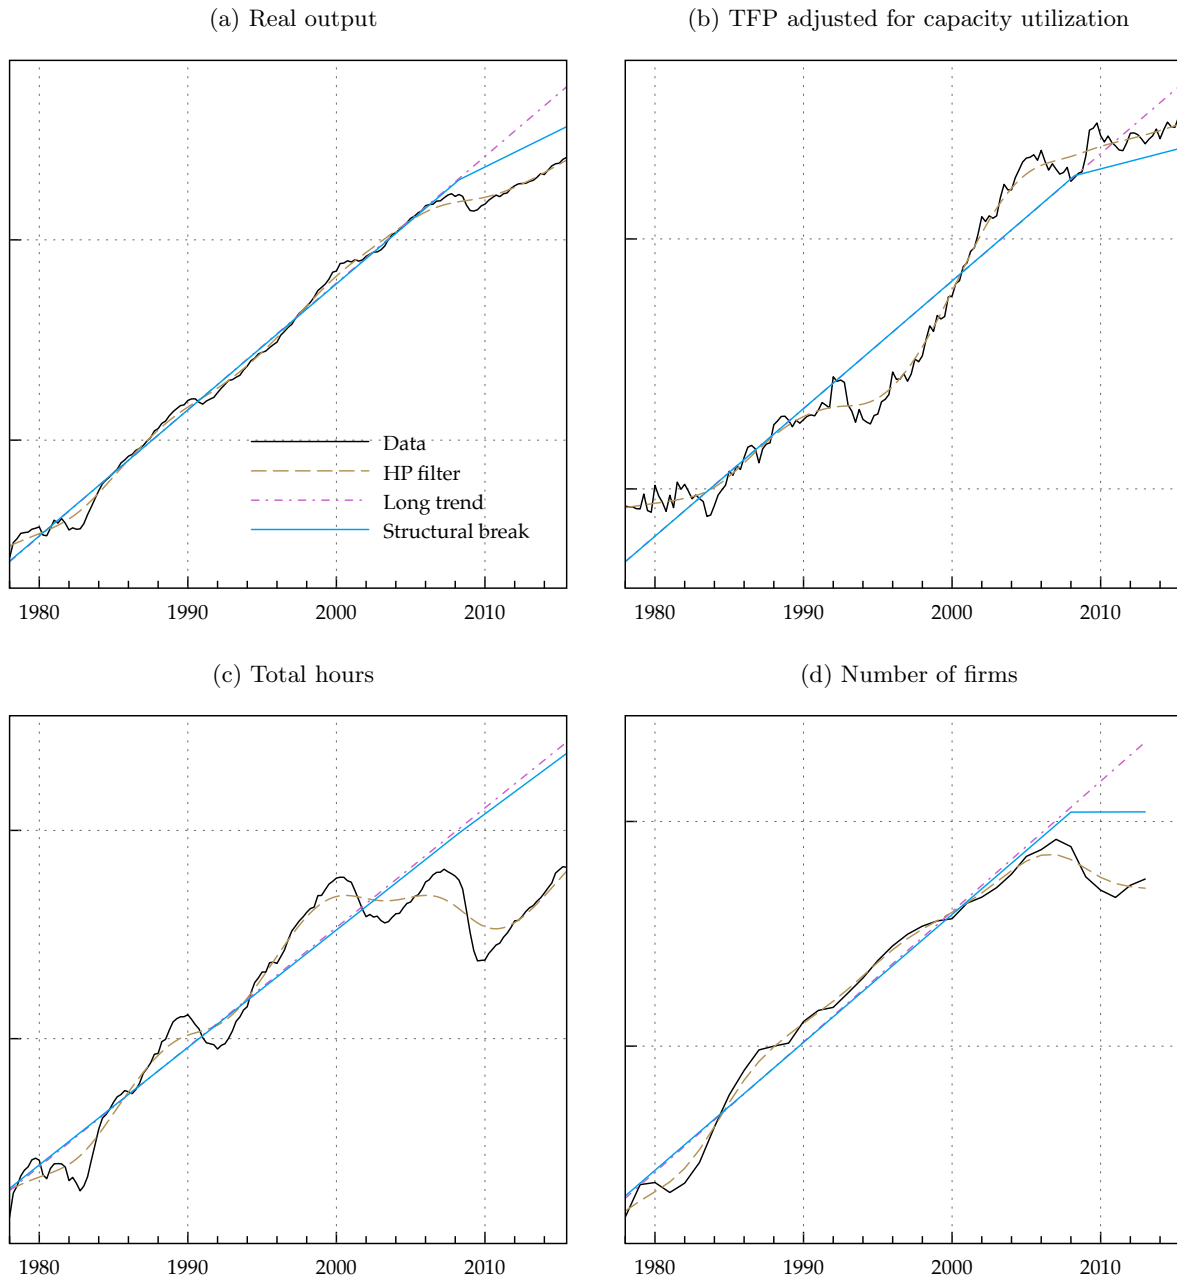 (a) Real output
(b) TFP adjusted for capacity utilization
Data
HP filter
Long trend
Structural break
1980 1990 2000 2010
1980 1990 2000 2010
(c) Total hours
(d) Number of firms
1980 1990 2000 2010
1980 1990 2000 2010